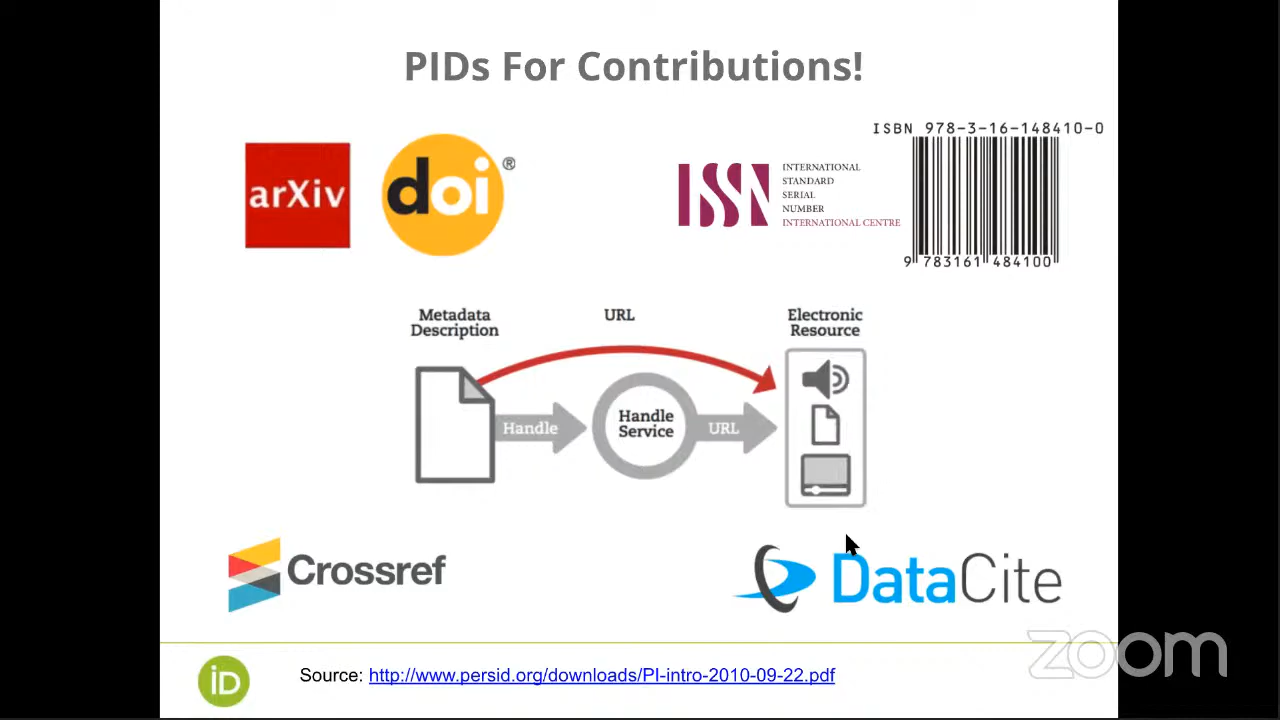 PIDs For Contributions!
arXiv
doi®
ISSN
INTERNATIONAL
STANDARD
SERIAL
NUMBER
INTERNATIONAL CENTRE
ISBN 978-3-16-148410-0
9 783161 484100
Metadata
Description
URL
Electronic
Resource
Handle
Handle
Service
URL
Crossref
DataCite
iD
Source: http://www.persid.org/downloads/PI-intro-2010-09-22.pdf
zoom